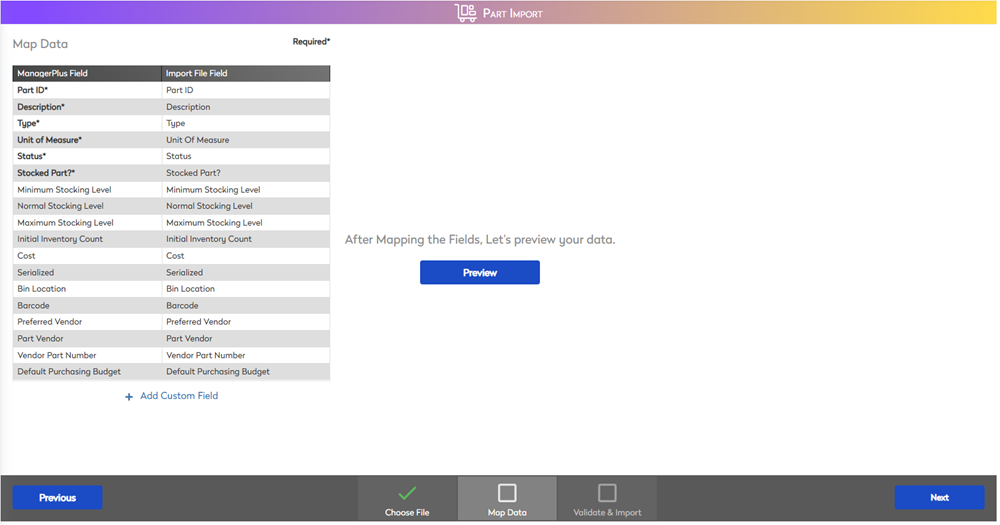 Part Import
Map Data
Required*
ManagerPlus Field Import File Field
Part ID* Part ID
Description* Description
Type* Type
Unit of Measure* Unit Of Measure
Status* Status
Stocked Part?* Stocked Part?
Minimum Stocking Level Minimum Stocking Level
Normal Stocking Level Normal Stocking Level
Maximum Stocking Level Maximum Stocking Level
Initial Inventory Count Initial Inventory Count
Cost Cost
Serialized Serialized
Bin Location Bin Location
Barcode Barcode
Preferred Vendor Preferred Vendor
Part Vendor Part Vendor
Vendor Part Number Vendor Part Number
Default Purchasing Budget Default Purchasing Budget
+ Add Custom Field
After Mapping the Fields, Let's preview your data.
Preview
Previous
Choose File
Map Data
Validate & Import
Next